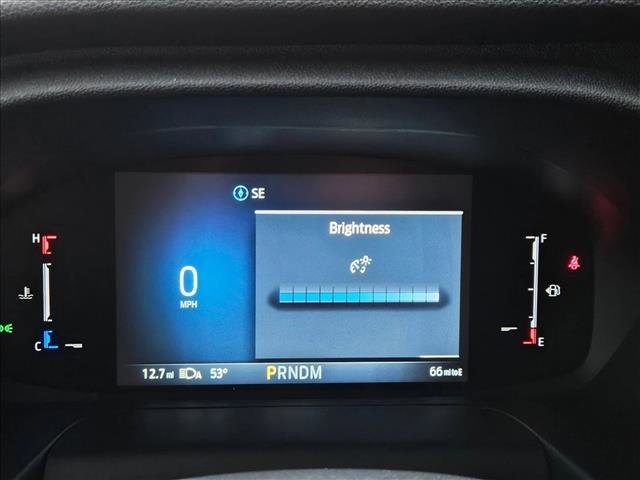 SE
Brightness
H
F
0
MPH
C
E
12.7 mi A 53° PRNDM 66 mi to E